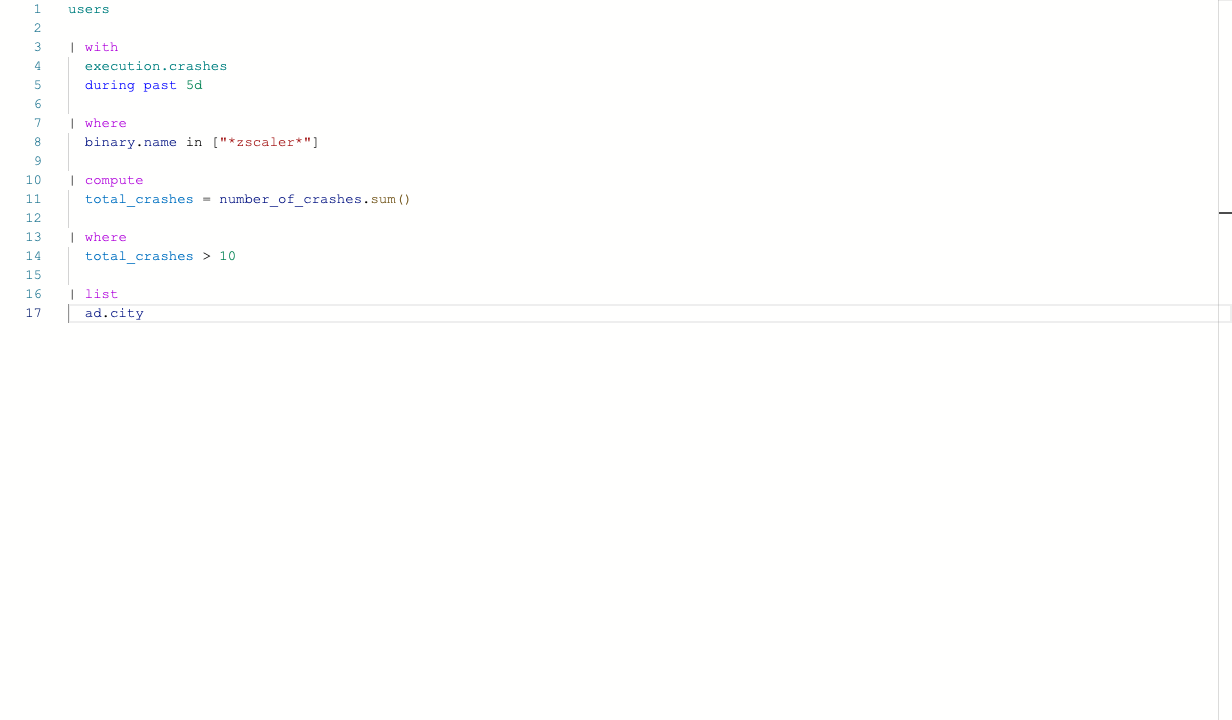 1 users
2
3 | with
4 execution.crashes
5 during past 5d
6
7 | where
8 binary.name in ["*zscaler*"]
9
10 | compute
11 total_crashes = number_of_crashes.sum()
12
13 | where
14 total_crashes > 10
15
16 | list
17 ad.city